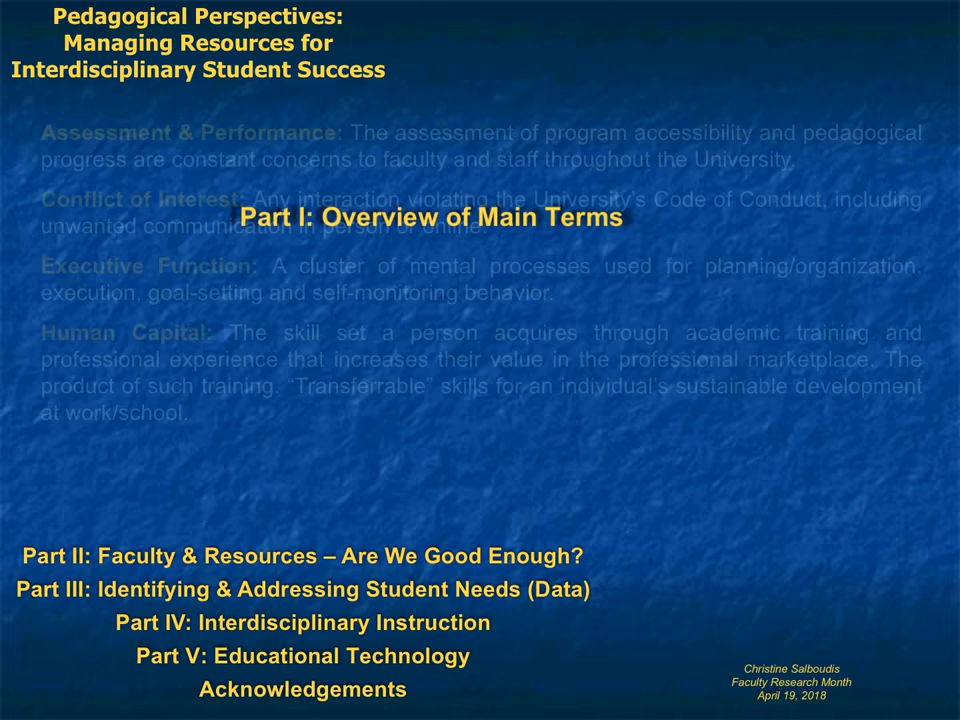 Pedagogical Perspectives:
Managing Resources for
Interdisciplinary Student Success
Assessment & Performance: The assessment of program accessibility and pedagogical
progress are constant concerns to faculty and staff throughout the University.
Conflict of Interest: Any interaction violating the University's Code of Conduct, including
Part I: Overview of Main Terms
unwanted communication in person or online.
Executive Function: A cluster of mental processes used for planning/organization,
execution, goal-setting and self-monitoring behavior.
Human Capital: The skill set a person acquires through academic training and
professional experience that increases their value in the professional marketplace. The
product of such training. “Transferrable” skills for an individual’s sustainable development
at work/school.
Part II: Faculty & Resources – Are We Good Enough?
Part III: Identifying & Addressing Student Needs (Data)
Part IV: Interdisciplinary Instruction
Part V: Educational Technology
Acknowledgements
Christine Salboudis
Faculty Research Month
April 19, 2018